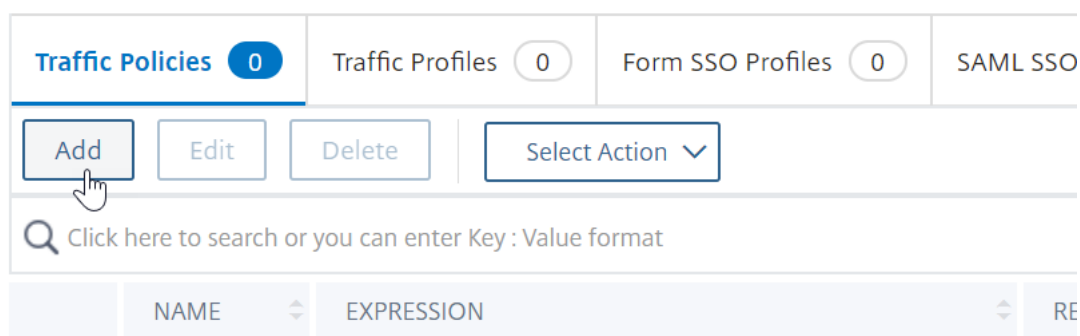 Traffic Policies 0 Traffic Profiles 0 Form SSO Profiles 0 SAML SSO
Add Edit Delete Select Action
Click here to search or you can enter Key : Value format
NAME EXPRESSION RE